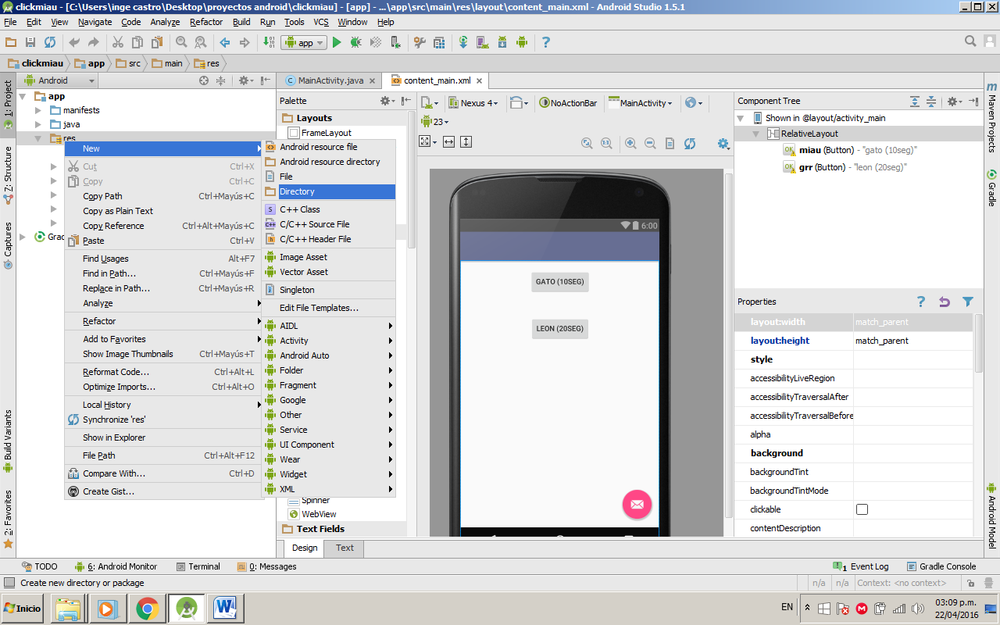 clickmiau - [C:\Users\inge castro\Desktop\proyectos android\clickmiau] - [app] - ...\app\src\main\res\layout\content_main.xml - Android Studio 1.5.1
File Edit View Navigate Code Analyze Refactor Build Run Tools VCS Window Help
app
clickmiau app src main res
1: Project
7: Structure
Captures
Build Variants
2: Favorites
Android
app
manifests
java
res
Grad
New
Cut Ctrl+X
Copy Ctrl+C
Copy Path Ctrl+Mayús+C
Copy as Plain Text
Copy Reference Ctrl+Alt+Mayús+C
Paste Ctrl+V
Find Usages Alt+F7
Find in Path... Ctrl+Mayús+F
Replace in Path... Ctrl+Mayús+R
Analyze
Refactor
Add to Favorites
Show Image Thumbnails Ctrl+Mayús+T
Reformat Code... Ctrl+Alt+L
Optimize Imports... Ctrl+Alt+O
Local History
Synchronize 'res'
Show in Explorer
File Path Ctrl+Alt+F12
Compare With... Ctrl+D
Create Gist...
Android resource file
Android resource directory
File
Directory
C++ Class
C/C++ Source File
C/C++ Header File
Image Asset
Vector Asset
Singleton
Edit File Templates...
AIDL
Activity
Android Auto
Folder
Fragment
Google
Other
Service
UI Component
Wear
Widget
XML
MainActivity.java content_main.xml
Palette
Layouts
FrameLayout
Spinner
WebView
Text Fields
Design Text
Nexus 4 NoActionBar MainActivity
23
6:00
GATO (10SEG)
LEON (20SEG)
Component Tree
Shown in @layout/activity_main
RelativeLayout
miau (Button) - "gato (10seg)"
grr (Button) - "leon (20seg)"
Properties
layout:width match_parent
layout:height match_parent
style
accessibilityLiveRegion
accessibilityTraversalAfter
accessibilityTraversalBefore
alpha
background
backgroundTint
backgroundTintMode
clickable
contentDescription
Maven Projects
Gradle
Android Model
TODO 6: Android Monitor Terminal 0: Messages 1 Event Log Gradle Console
Create new directory or package n/a n/a Context: <no context>
Inicio EN 03:09 p.m.
22/04/2016